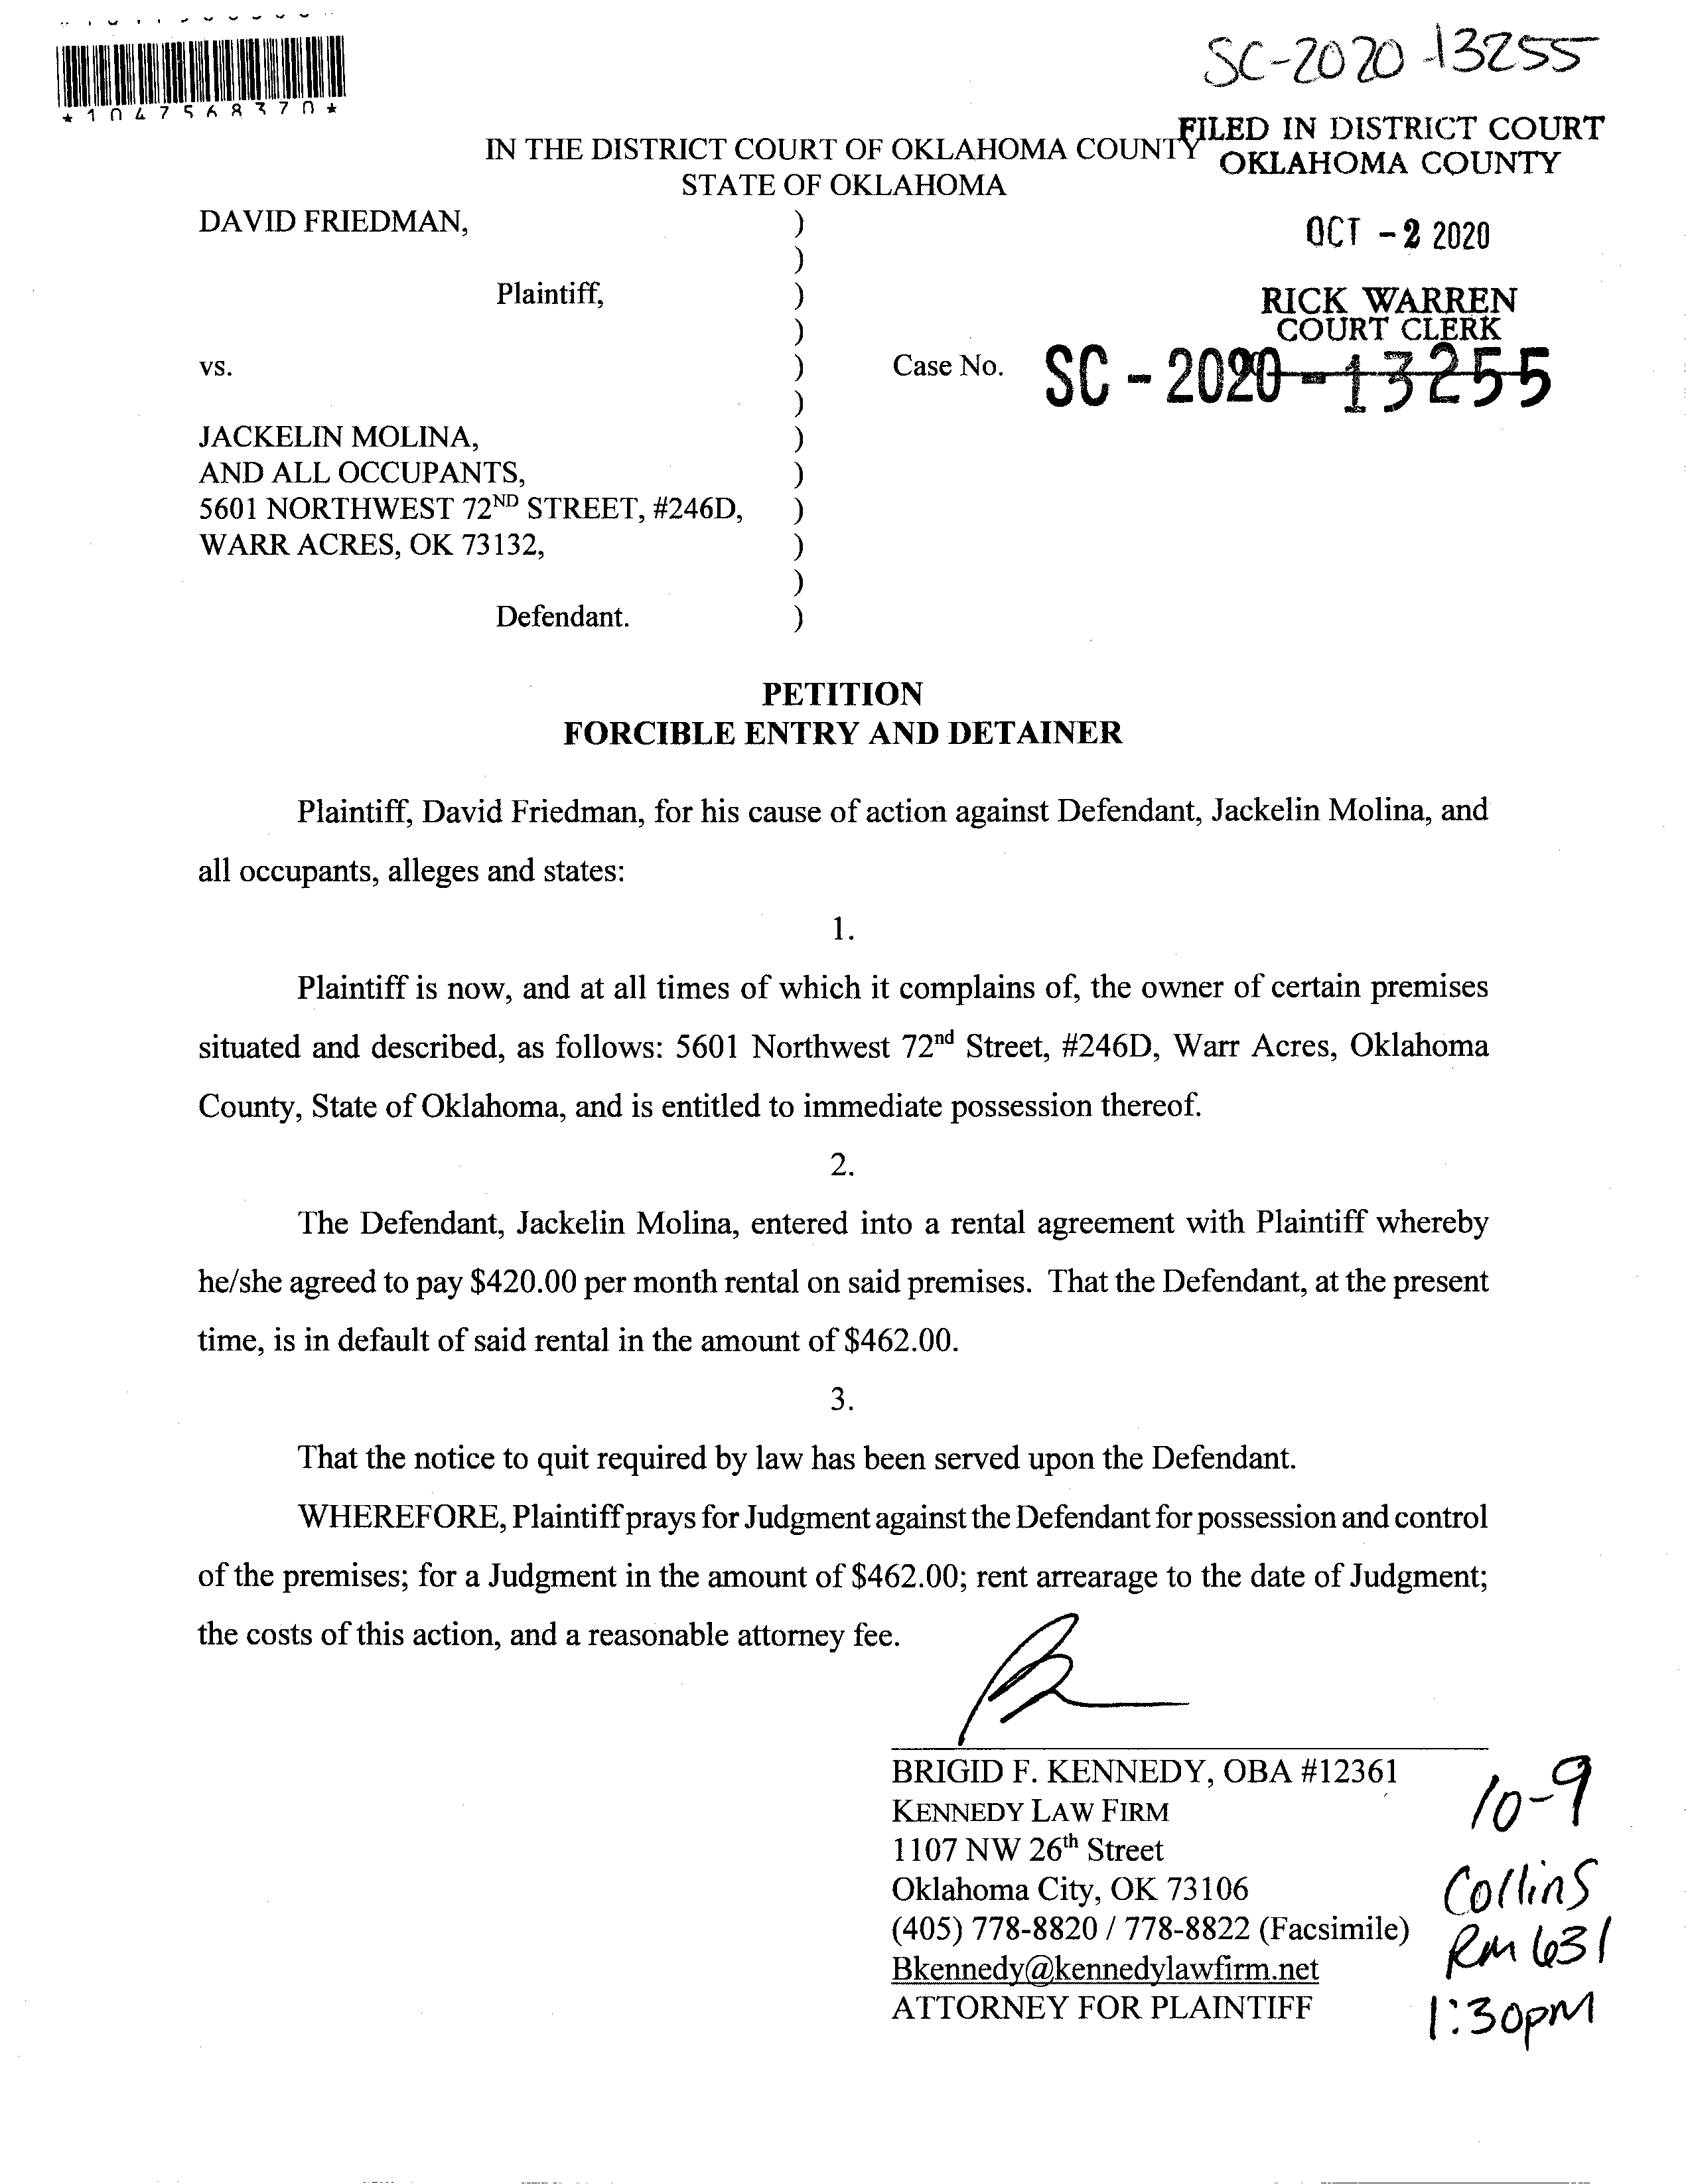 SC-2020-13255
*1047568370*
FILED IN DISTRICT COURT
OKLAHOMA COUNTY
IN THE DISTRICT COURT OF OKLAHOMA COUNTY
STATE OF OKLAHOMA
OCT -2 2020
RICK WARREN
COURT CLERK
DAVID FRIEDMAN, )
)
Plaintiff, )
)
vs. ) Case No. SC-2020-13255
)
JACKELIN MOLINA, )
AND ALL OCCUPANTS, )
5601 NORTHWEST 72ND STREET, #246D, )
WARR ACRES, OK 73132, )
)
Defendant. )
PETITION
FORCIBLE ENTRY AND DETAINER
Plaintiff, David Friedman, for his cause of action against Defendant, Jackelin Molina, and
all occupants, alleges and states:
1.
Plaintiff is now, and at all times of which it complains of, the owner of certain premises
situated and described, as follows: 5601 Northwest 72nd Street, #246D, Warr Acres, Oklahoma
County, State of Oklahoma, and is entitled to immediate possession thereof.
2.
The Defendant, Jackelin Molina, entered into a rental agreement with Plaintiff whereby
he/she agreed to pay $420.00 per month rental on said premises. That the Defendant, at the present
time, is in default of said rental in the amount of $462.00.
3.
That the notice to quit required by law has been served upon the Defendant.
WHEREFORE, Plaintiff prays for Judgment against the Defendant for possession and control
of the premises; for a Judgment in the amount of $462.00; rent arrearage to the date of Judgment;
the costs of this action, and a reasonable attorney fee.
BRIGID F. KENNEDY, OBA #12361
KENNEDY LAW FIRM
1107 NW 26th Street
Oklahoma City, OK 73106
(405) 778-8820 / 778-8822 (Facsimile)
Bkennedy@kennedylawfirm.net
ATTORNEY FOR PLAINTIFF
10-9
Collins
Rm 631
1:30pm